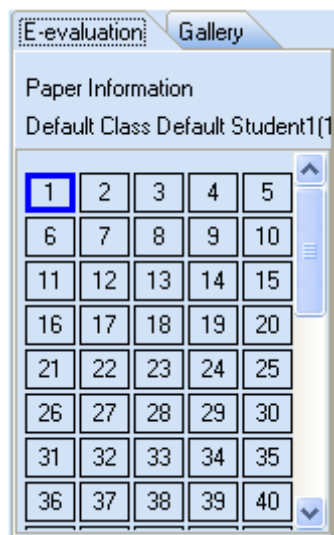 E-evaluation Gallery
Paper Information
Default Class Default Student1(1
1 2 3 4 5
6 7 8 9 10
11 12 13 14 15
16 17 18 19 20
21 22 23 24 25
26 27 28 29 30
31 32 33 34 35
36 37 38 39 40